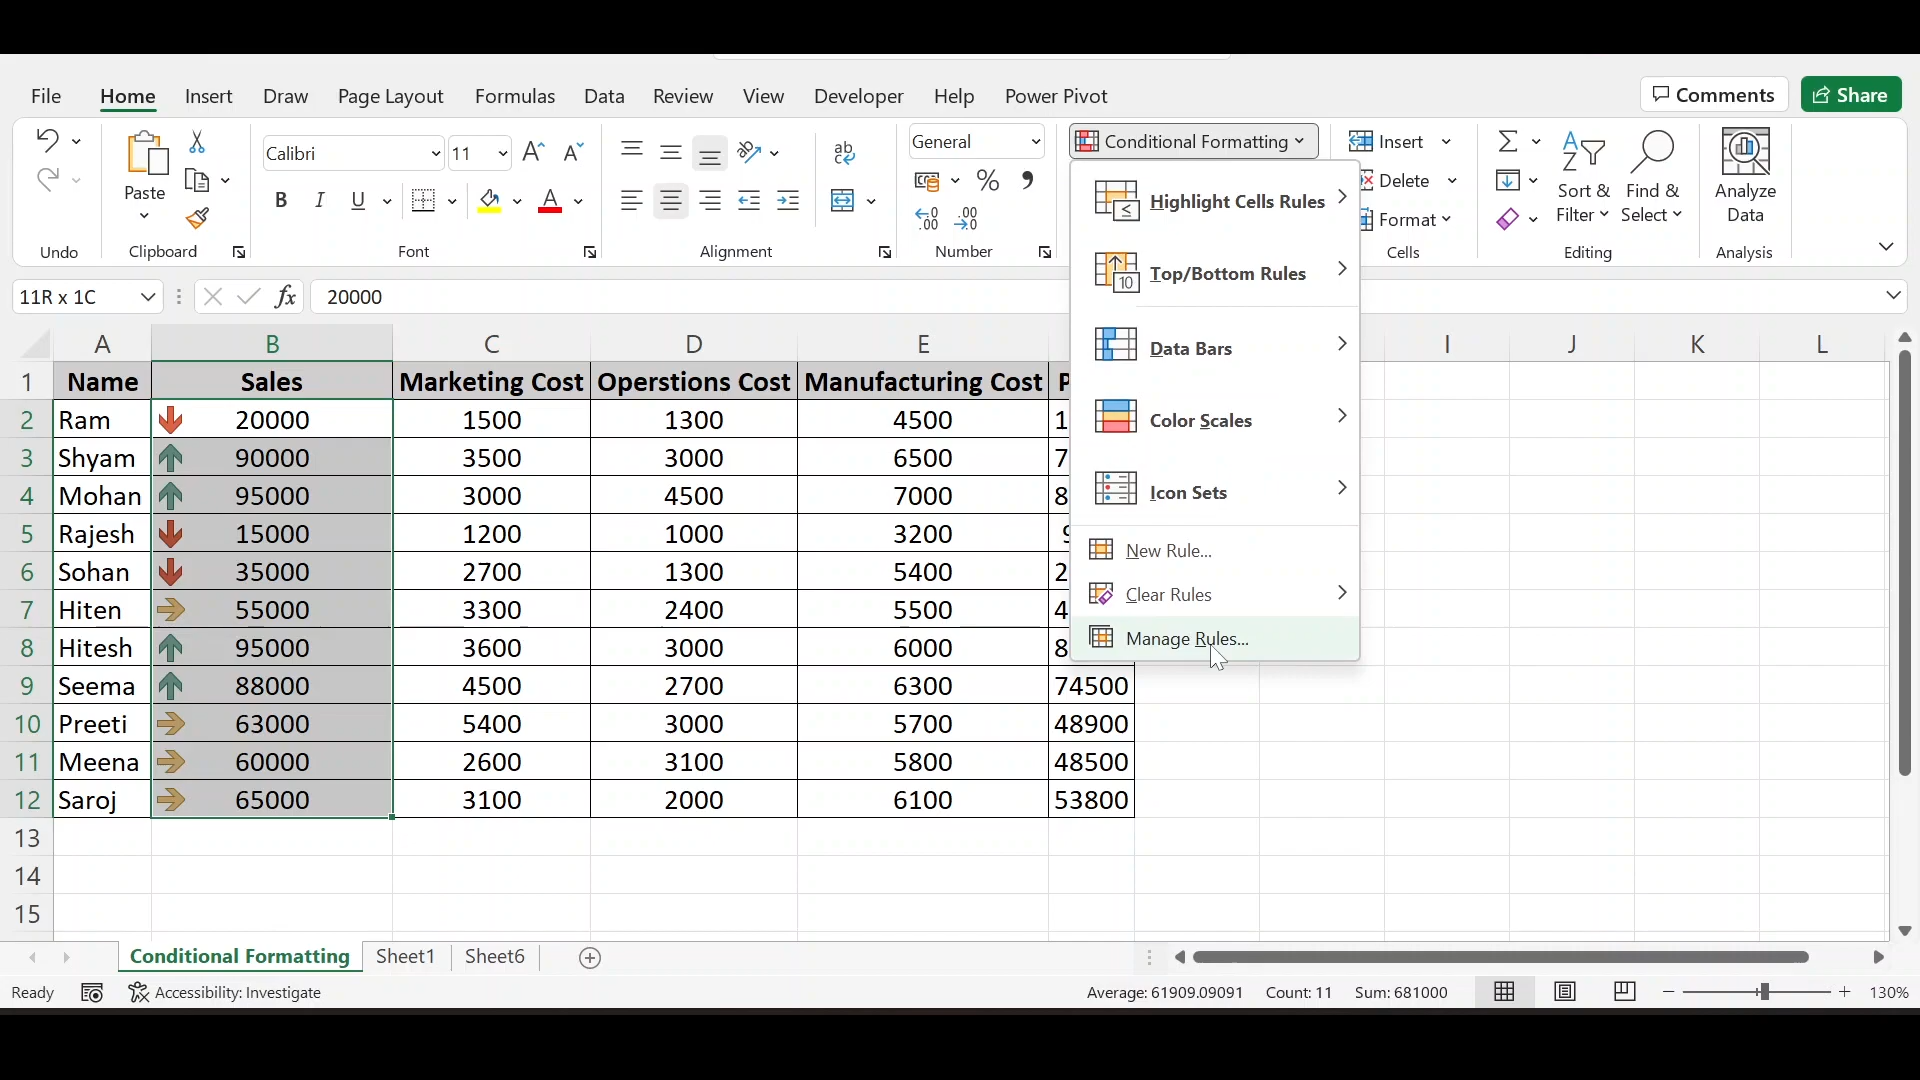 File Home Insert Draw Page Layout Formulas Data Review View Developer Help Power Pivot Comments Share
Calibri 11 General Conditional Formatting Insert
Paste Delete Sort & Filter Find & Select Analyze Data
B I U Format
Undo Clipboard Font Alignment Number Cells Editing Analysis
11R x 1C fx 20000
Highlight Cells Rules
Top/Bottom Rules
Data Bars
Color Scales
Icon Sets
New Rule...
Clear Rules
Manage Rules...
A B C D E I J K L
1 Name Sales Marketing Cost Operstions Cost Manufacturing Cost P
2 Ram 20000 1500 1300 4500 1
3 Shyam 90000 3500 3000 6500 7
4 Mohan 95000 3000 4500 7000 8
5 Rajesh 15000 1200 1000 3200
6 Sohan 35000 2700 1300 5400 2
7 Hiten 55000 3300 2400 5500 4
8 Hitesh 95000 3600 3000 6000 8
9 Seema 88000 4500 2700 6300 74500
10 Preeti 63000 5400 3000 5700 48900
11 Meena 60000 2600 3100 5800 48500
12 Saroj 65000 3100 2000 6100 53800
13
14
15
Conditional Formatting Sheet1 Sheet6
Ready Accessibility: Investigate Average: 61909.09091 Count: 11 Sum: 681000 130%